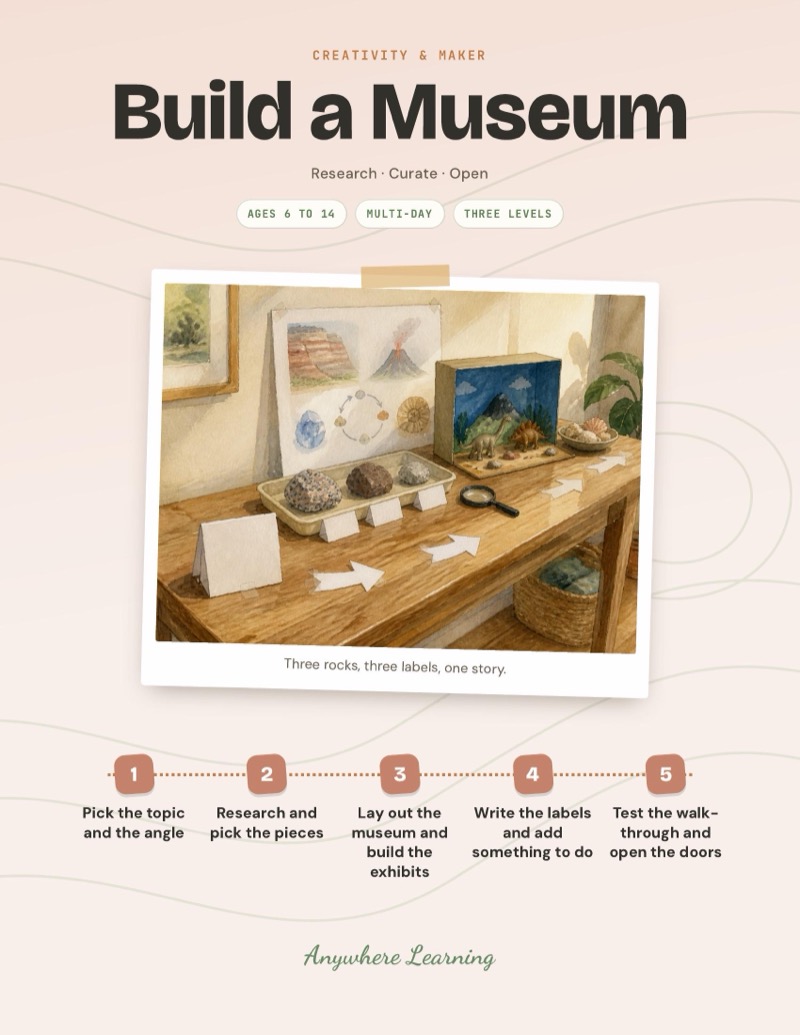 CREATIVITY & MAKER
Build a Museum
Research · Curate · Open
AGES 6 TO 14
MULTI-DAY
THREE LEVELS
Three rocks, three labels, one story.
1
2
3
4
5
Pick the topic
and the angle
Research and
pick the pieces
Lay out the
museum and
build the
exhibits
Write the labels
and add
something to do
Test the walk-
through and
open the doors
Anywhere Learning